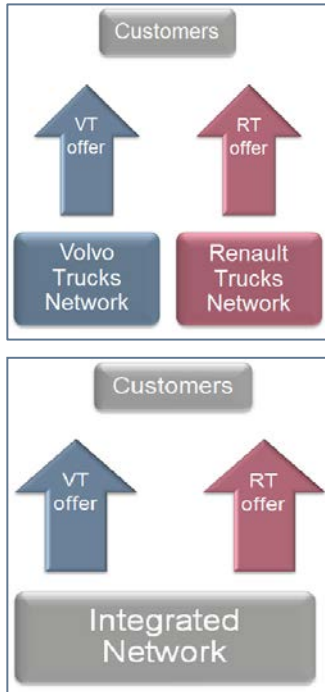 Customers
VT
offer
RT
offer
Volvo
Trucks
Network
Renault
Trucks
Network
Customers
VT
offer
RT
offer
Integrated
Network